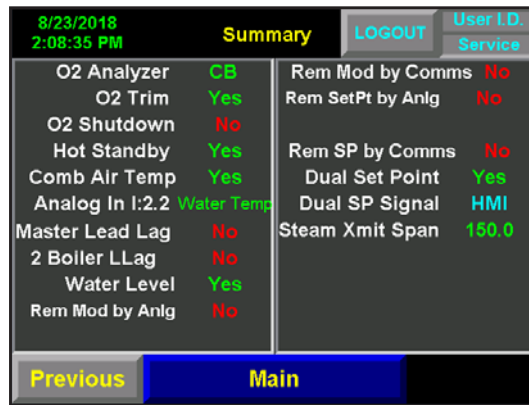 8/23/2018
2:08:35 PM
Summary
LOGOUT
User I.D.
Service
O2 Analyzer CB
O2 Trim Yes
O2 Shutdown No
Hot Standby Yes
Comb Air Temp Yes
Analog In I:2.2 Water Temp
Master Lead Lag No
2 Boiler LLag No
Water Level Yes
Rem Mod by Anlg No
Rem Mod by Comms No
Rem SetPt by Anlg No
Rem SP by Comms No
Dual Set Point Yes
Dual SP Signal HMI
Steam Xmit Span 150.0
Previous
Main